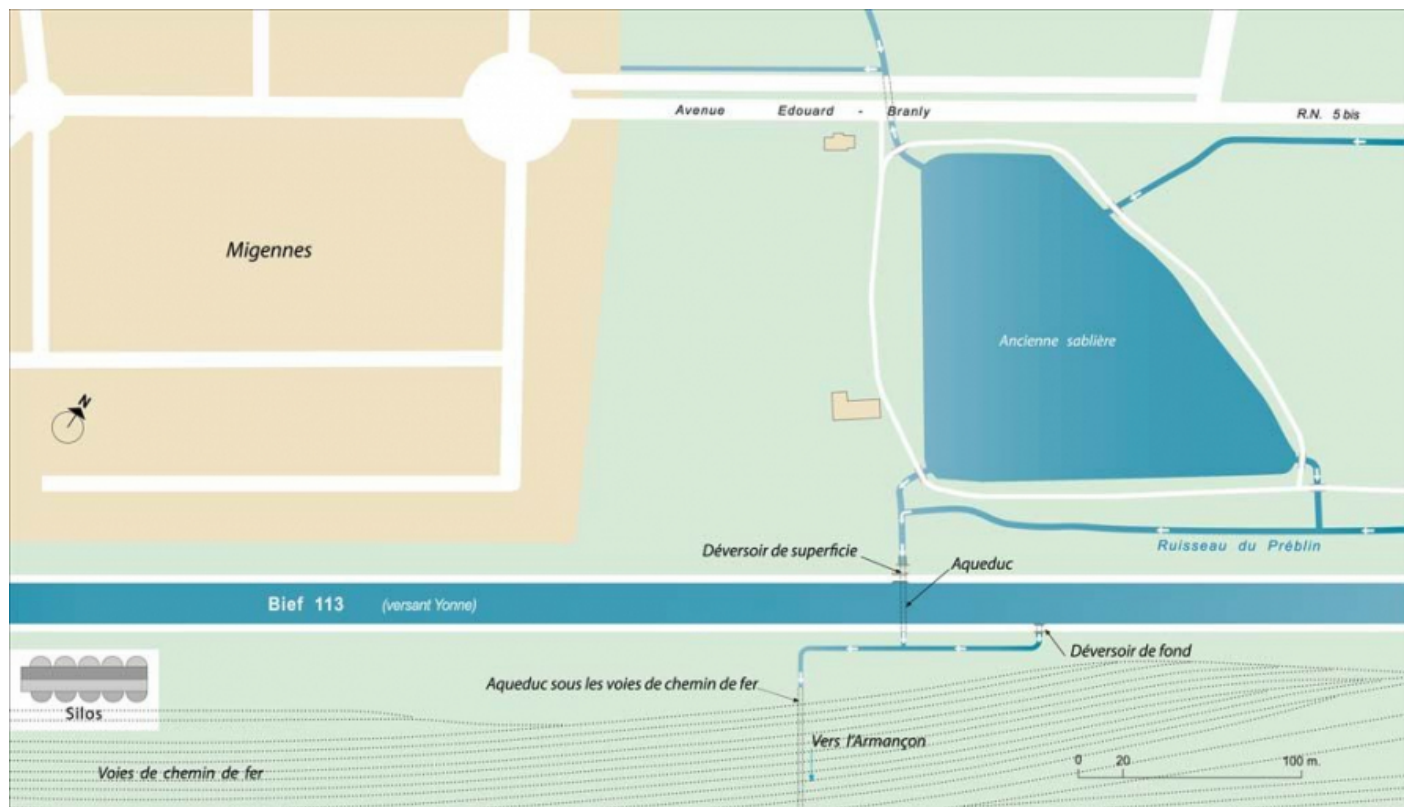 Avenue Edouard - Branly
R.N. 5 bis
Migennes
Ancienne sablière
N
Déversoir de superficie
Aqueduc
Ruisseau du Préblin
Bief 113 (versant Yonne)
Déversoir de fond
Aqueduc sous les voies de chemin de fer
Silos
Vers l'Armançon
Voies de chemin de fer
0 20 100 m.